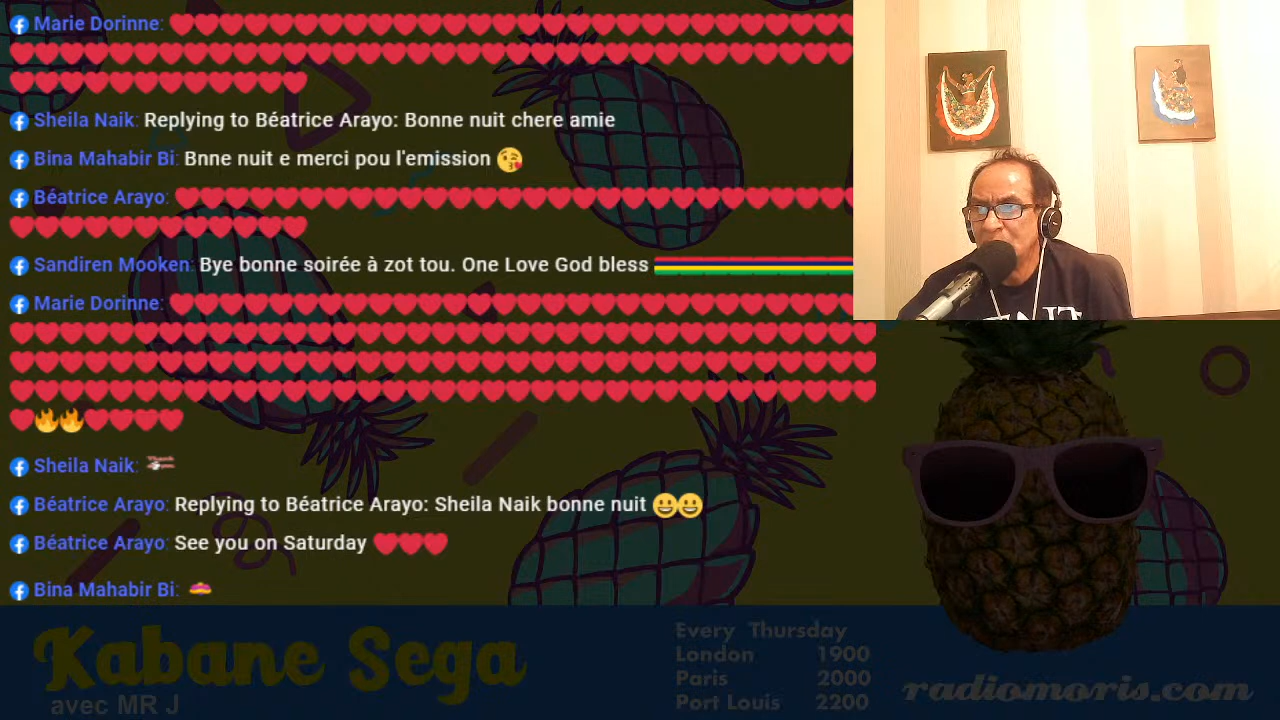 Marie Dorinne: ❤❤❤❤❤❤❤❤❤❤❤❤❤❤❤❤❤❤❤❤❤❤❤❤❤❤❤
❤❤❤❤❤❤❤❤❤❤❤❤❤❤❤❤❤❤❤❤❤❤❤❤❤❤❤❤❤❤❤❤❤❤
❤❤❤❤❤❤❤❤❤❤❤❤
Sheila Naik: Replying to Béatrice Arayo: Bonne nuit chere amie
Bina Mahabir Bi: Bnne nuit e merci pou l'emission 😘
Béatrice Arayo: ❤❤❤❤❤❤❤❤❤❤❤❤❤❤❤❤❤❤❤❤❤❤❤❤❤❤❤
❤❤❤❤❤❤❤❤❤❤❤❤
Sandiren Mooken: Bye bonne soirée à zot tou. One Love God bless
Marie Dorinne: ❤❤❤❤❤❤❤❤❤❤❤❤❤❤❤❤❤❤❤❤❤❤❤❤❤❤❤
❤❤❤❤❤❤❤❤❤❤❤❤❤❤❤❤❤❤❤❤❤❤❤❤❤❤❤❤❤❤❤❤❤❤❤
❤❤❤❤❤❤❤❤❤❤❤❤❤❤❤❤❤❤❤❤❤❤❤❤❤❤❤❤❤❤❤❤❤❤❤
❤❤❤❤❤❤❤❤❤❤❤❤❤❤❤❤❤❤❤❤❤❤❤❤❤❤❤❤❤❤❤❤❤❤❤
❤🔥🔥❤❤❤❤
Sheila Naik:
Béatrice Arayo: Replying to Béatrice Arayo: Sheila Naik bonne nuit 😀😀
Béatrice Arayo: See you on Saturday ❤❤❤
Bina Mahabir Bi:
Kabane Sega
avec MR J
Every Thursday
London 1900
Paris 2000
Port Louis 2200
radiomoris.com